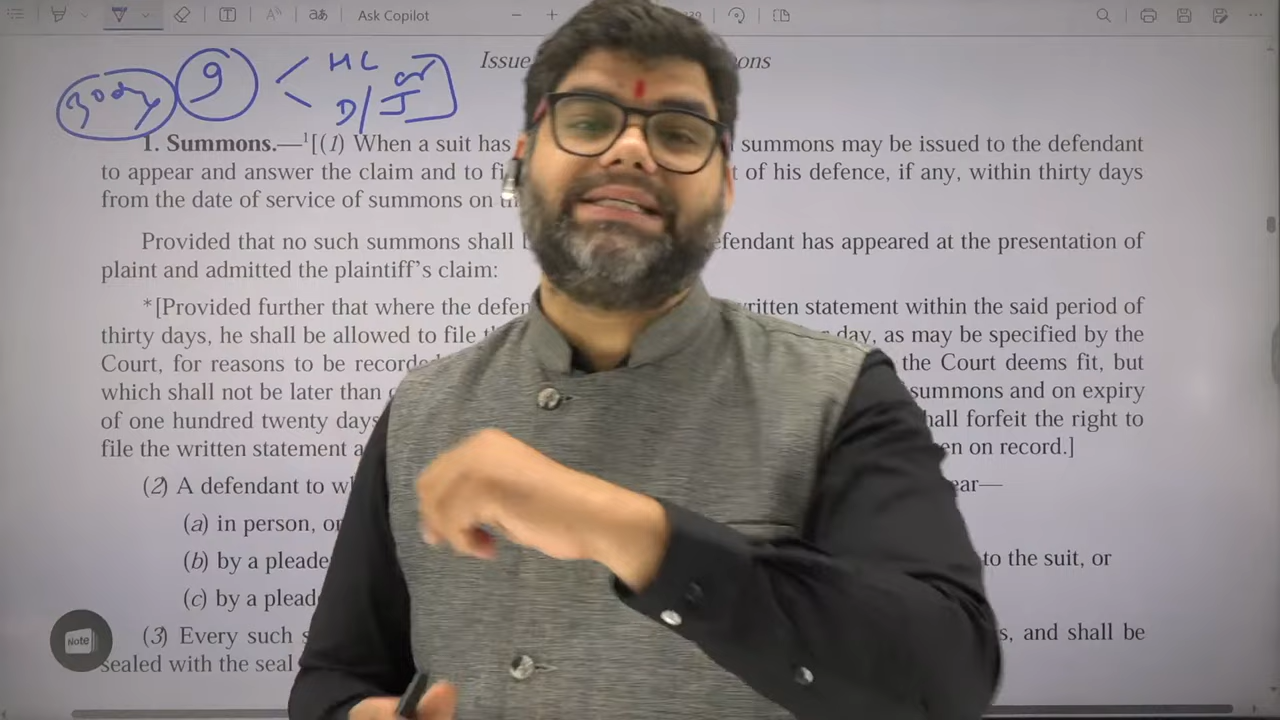 Ask Copilot
Issue ons
Body 9 HC or
D/J
1. Summons.—1[(1) When a suit has summons may be issued to the defendant
to appear and answer the claim and to fi t of his defence, if any, within thirty days
from the date of service of summons on
Provided that no such summons shall efendant has appeared at the presentation of
plaint and admitted the plaintiff's claim:
*[Provided further that where the defen written statement within the said period of
thirty days, he shall be allowed to file day, as may be specified by the
Court, for reasons to be recorded the Court deems fit, but
which shall not be later than summons and on expiry
of one hundred twenty days hall forfeit the right to
file the written statement a en on record.]
(2) A defendant to wh ear—
(a) in person, or
(b) by a pleade to the suit, or
(c) by a plead
(3) Every such s s, and shall be
Note
sealed with the seal